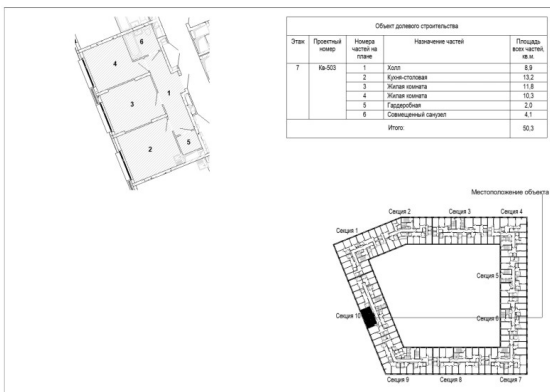 Объект долевого строительства
Этаж Проектный номер Номера частей на плане Назначение частей Площадь всех частей, кв.м.
7 Кв-503 1 Холл 8,9
2 Кухня-столовая 13,2
3 Жилая комната 11,8
4 Жилая комната 10,3
5 Гардеробная 2,0
6 Совмещенный санузел 4,1
Итого: 50,3
6
4
1
3
2
5
Местоположение объекта
Секция 2 Секция 3 Секция 4
Секция 1
Секция 5
Секция 10 Секция 6
Секция 9 Секция 8 Секция 7